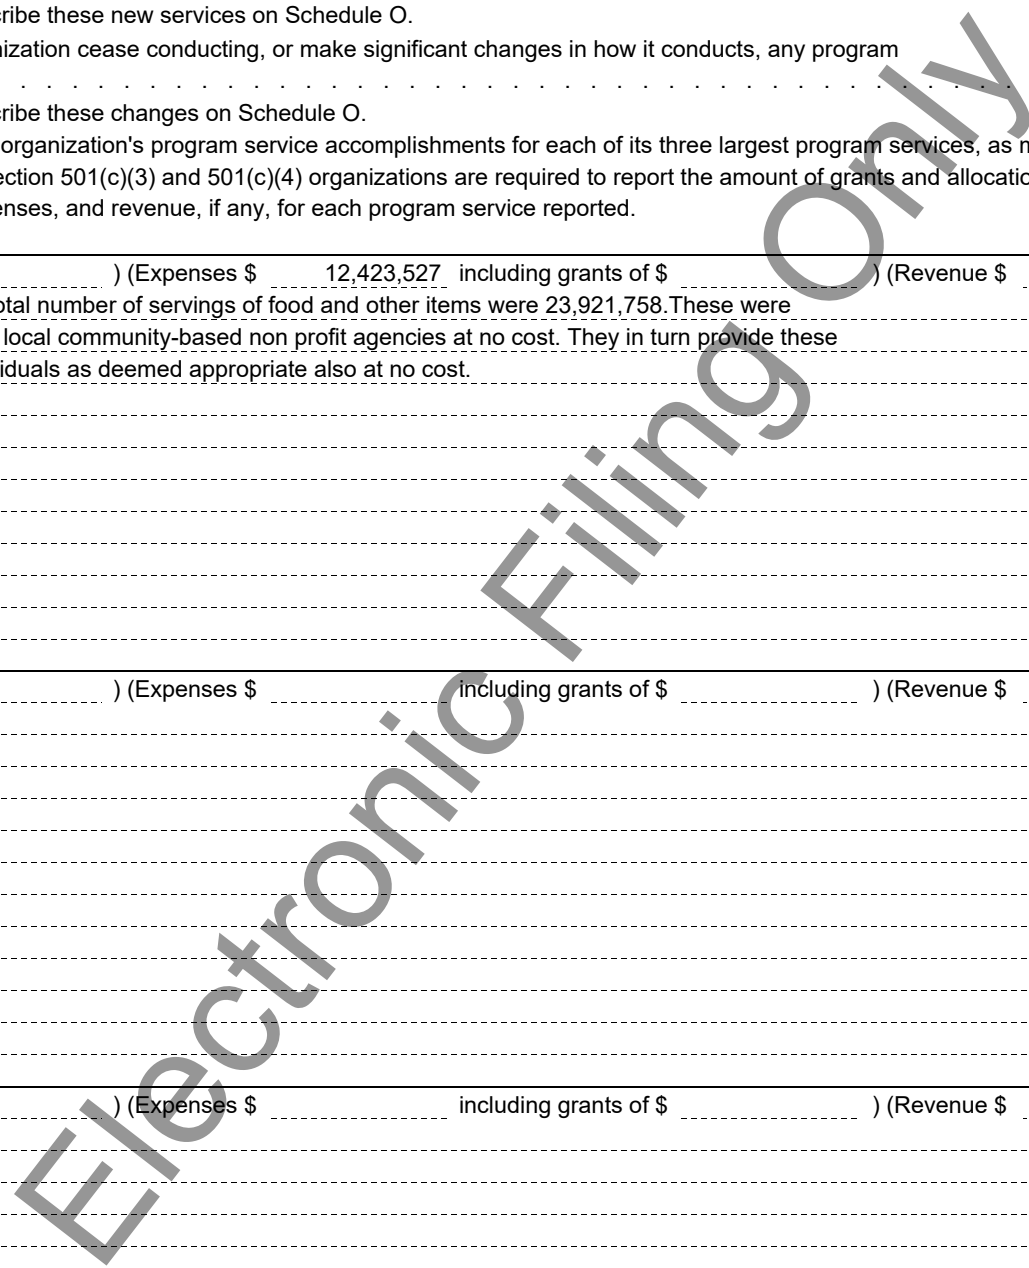 ribe these new services on Schedule O.
nization cease conducting, or make significant changes in how it conducts, any program
. . . . . . . . . . . . . . . . . . . . . . . . . . . . . . . . . . . . . . .
ribe these changes on Schedule O.
organization's program service accomplishments for each of its three largest program services, as m
ection 501(c)(3) and 501(c)(4) organizations are required to report the amount of grants and allocatio
enses, and revenue, if any, for each program service reported.
) (Expenses $ 12,423,527 including grants of $ ) (Revenue $
otal number of servings of food and other items were 23,921,758.These were
local community-based non profit agencies at no cost. They in turn provide these
iduals as deemed appropriate also at no cost.
) (Expenses $ including grants of $ ) (Revenue $
) (Expenses $ including grants of $ ) (Revenue $
Electronic Filing Only